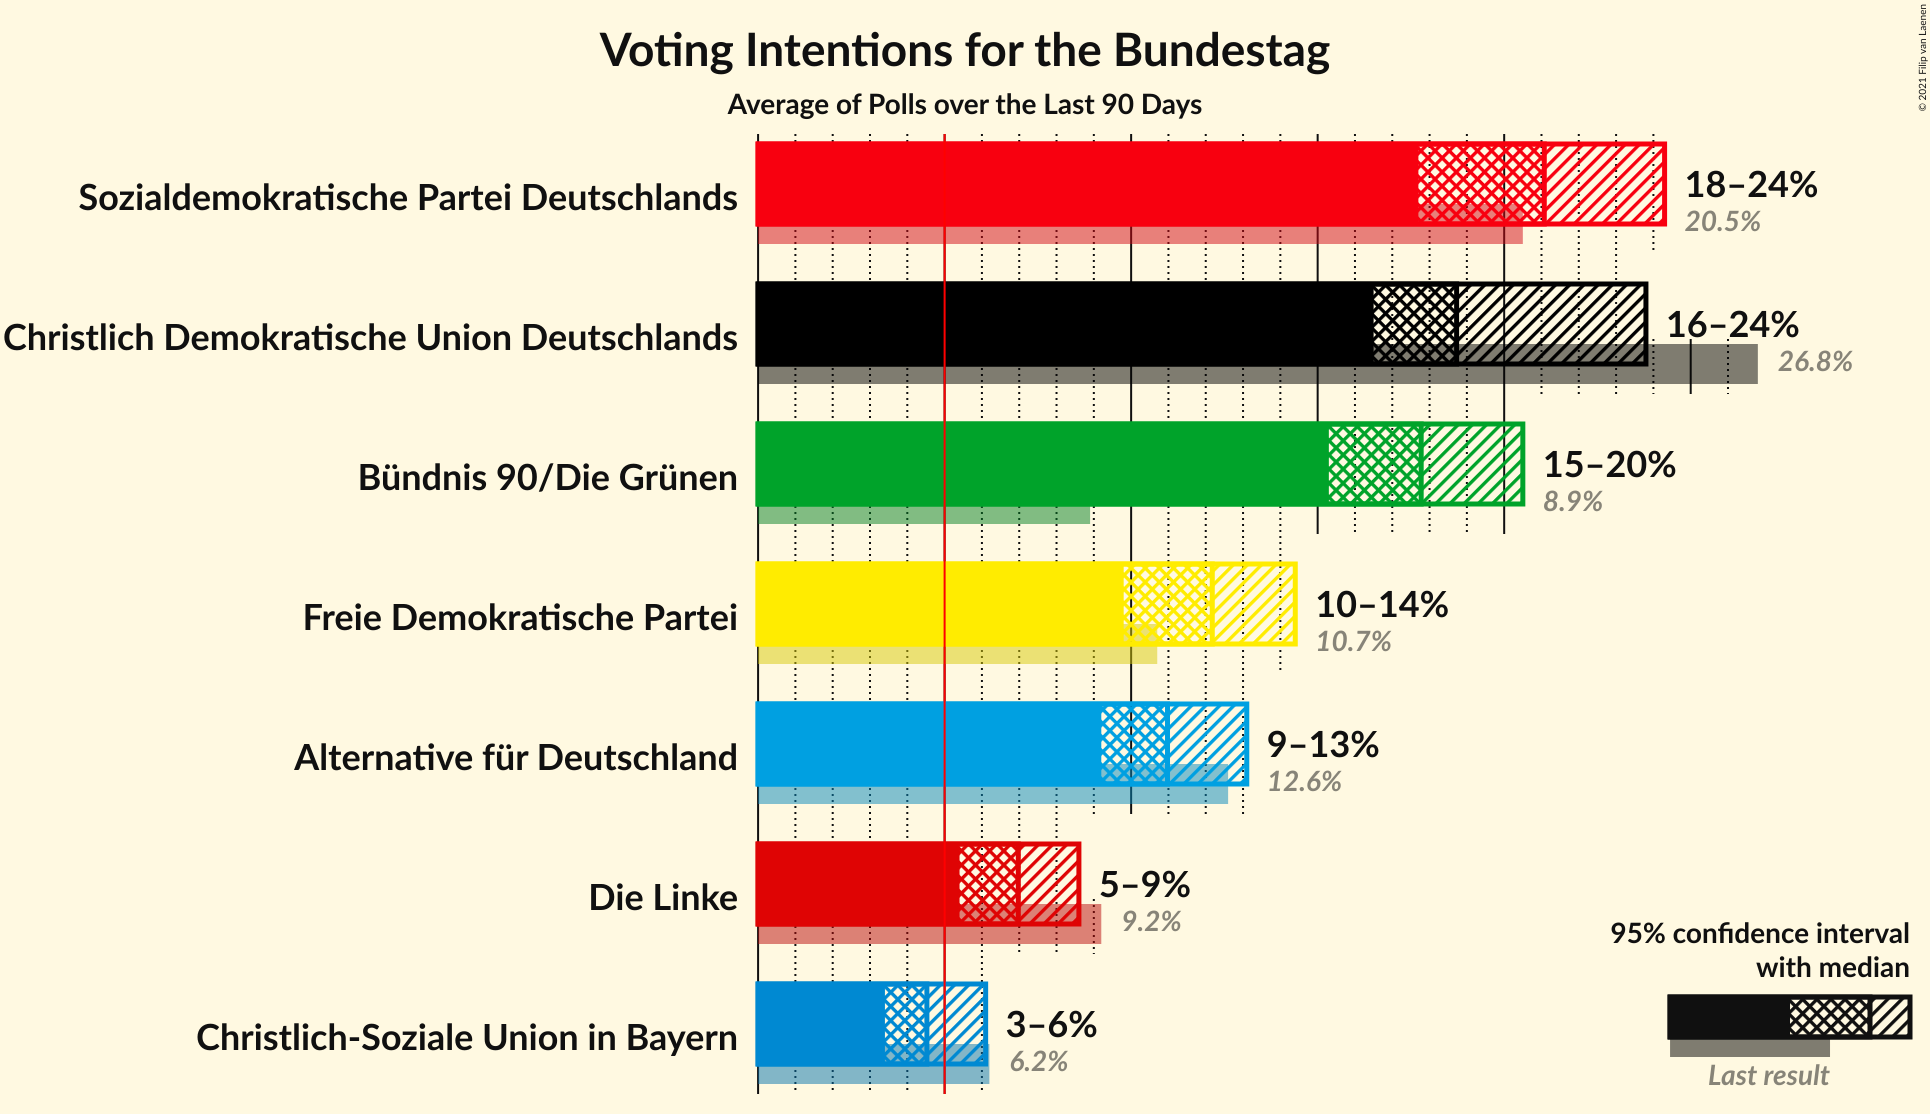 Voting Intentions for the Bundestag
Average of Polls over the Last 90 Days
© 2021 Filip van Laenen
Sozialdemokratische Partei Deutschlands
18–24%
20.5%
Christlich Demokratische Union Deutschlands
16–24%
26.8%
Bündnis 90/Die Grünen
15–20%
8.9%
Freie Demokratische Partei
10–14%
10.7%
Alternative für Deutschland
9–13%
12.6%
Die Linke
5–9%
9.2%
Christlich-Soziale Union in Bayern
3–6%
6.2%
95% confidence interval
with median
Last result